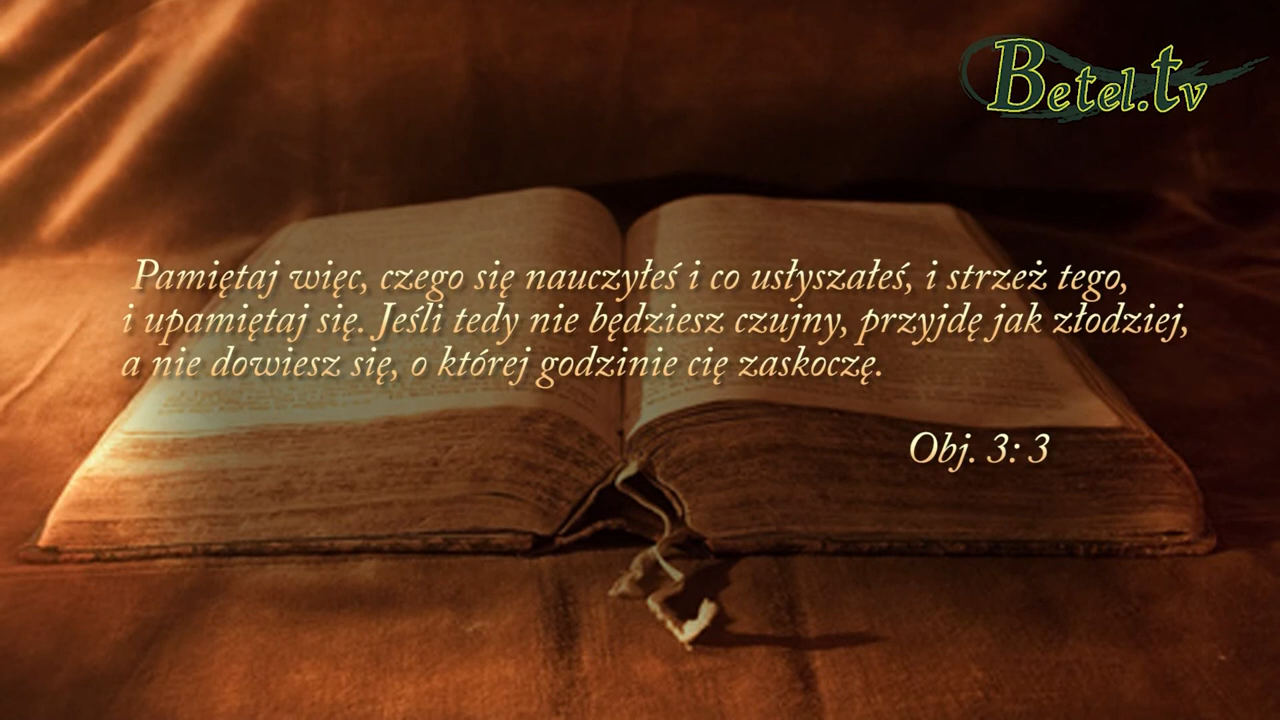 Betel.tv
Pamiętaj więc, czego się nauczyłeś i co usłyszałeś, i strzeż tego,
i upamiętaj się. Jeśli tedy nie będziesz czujny, przyjdę jak złodziej,
a nie dowiesz się, o której godzinie cię zaskoczę.
Obj. 3: 3